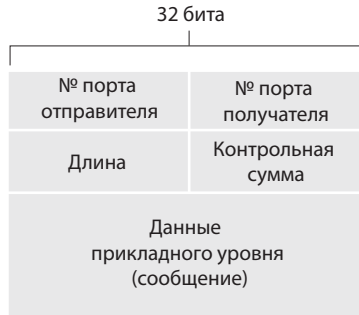 32 бита
№ порта
отправителя
№ порта
получателя
Длина
Контрольная
сумма
Данные
прикладного уровня
(сообщение)